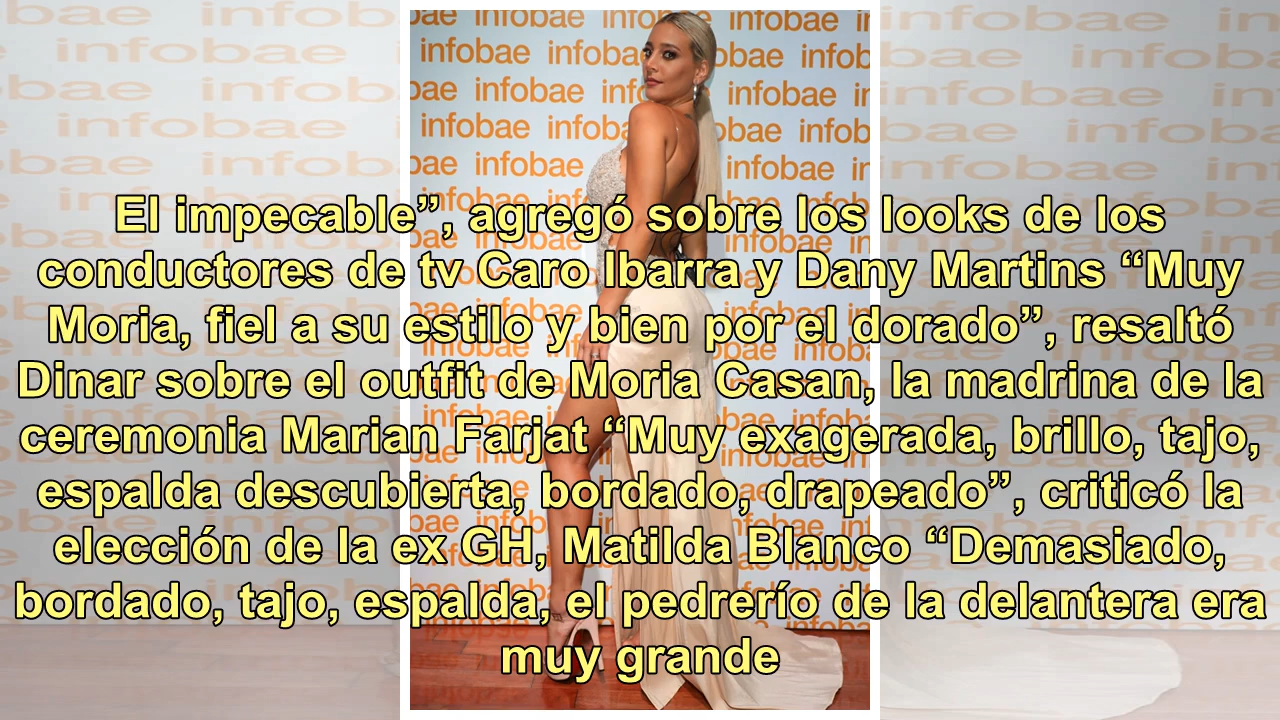 El impecable”, agregó sobre los looks de los
conductores de tv Caro Ibarra y Dany Martins “Muy
Moria, fiel a su estilo y bien por el dorado”, resaltó
Dinar sobre el outfit de Moria Casan, la madrina de la
ceremonia Marian Farjat “Muy exagerada, brillo, tajo,
espalda descubierta, bordado, drapeado”, criticó la
elección de la ex GH, Matilda Blanco “Demasiado,
bordado, tajo, espalda, el pedrerío de la delantera era
muy grande
infobae